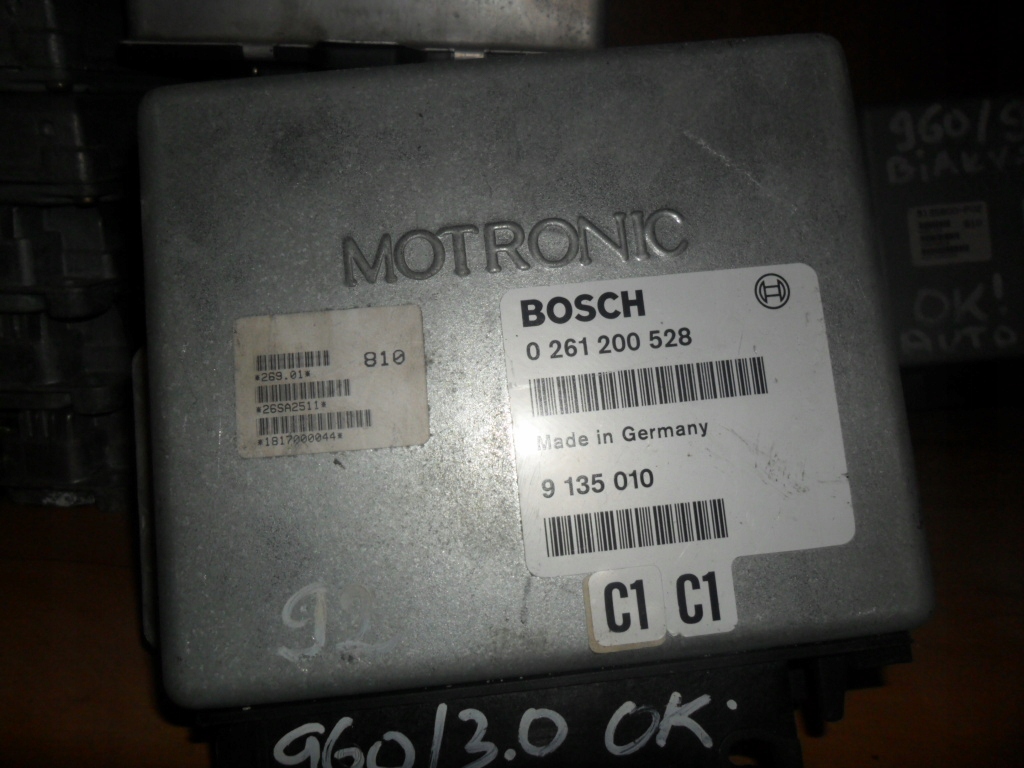 MOTRONIC
BOSCH
0 261 200 528
Made in Germany
9 135 010
C1 C1
810
*269.01*
*26SA2511*
*1817000044*
92
960/3.0 OK.
960/
OK!
AUTO